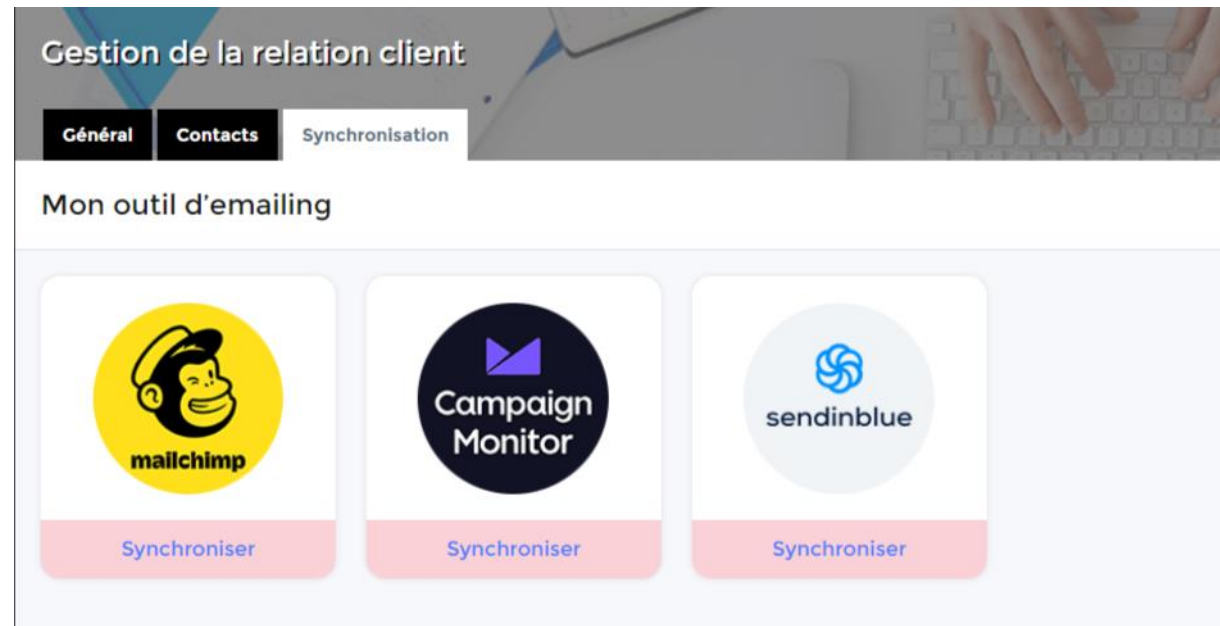 Gestion de la relation client
Général Contacts Synchronisation
Mon outil d'emailing
mailchimp
Campaign
Monitor
sendinblue
Synchroniser Synchroniser Synchroniser